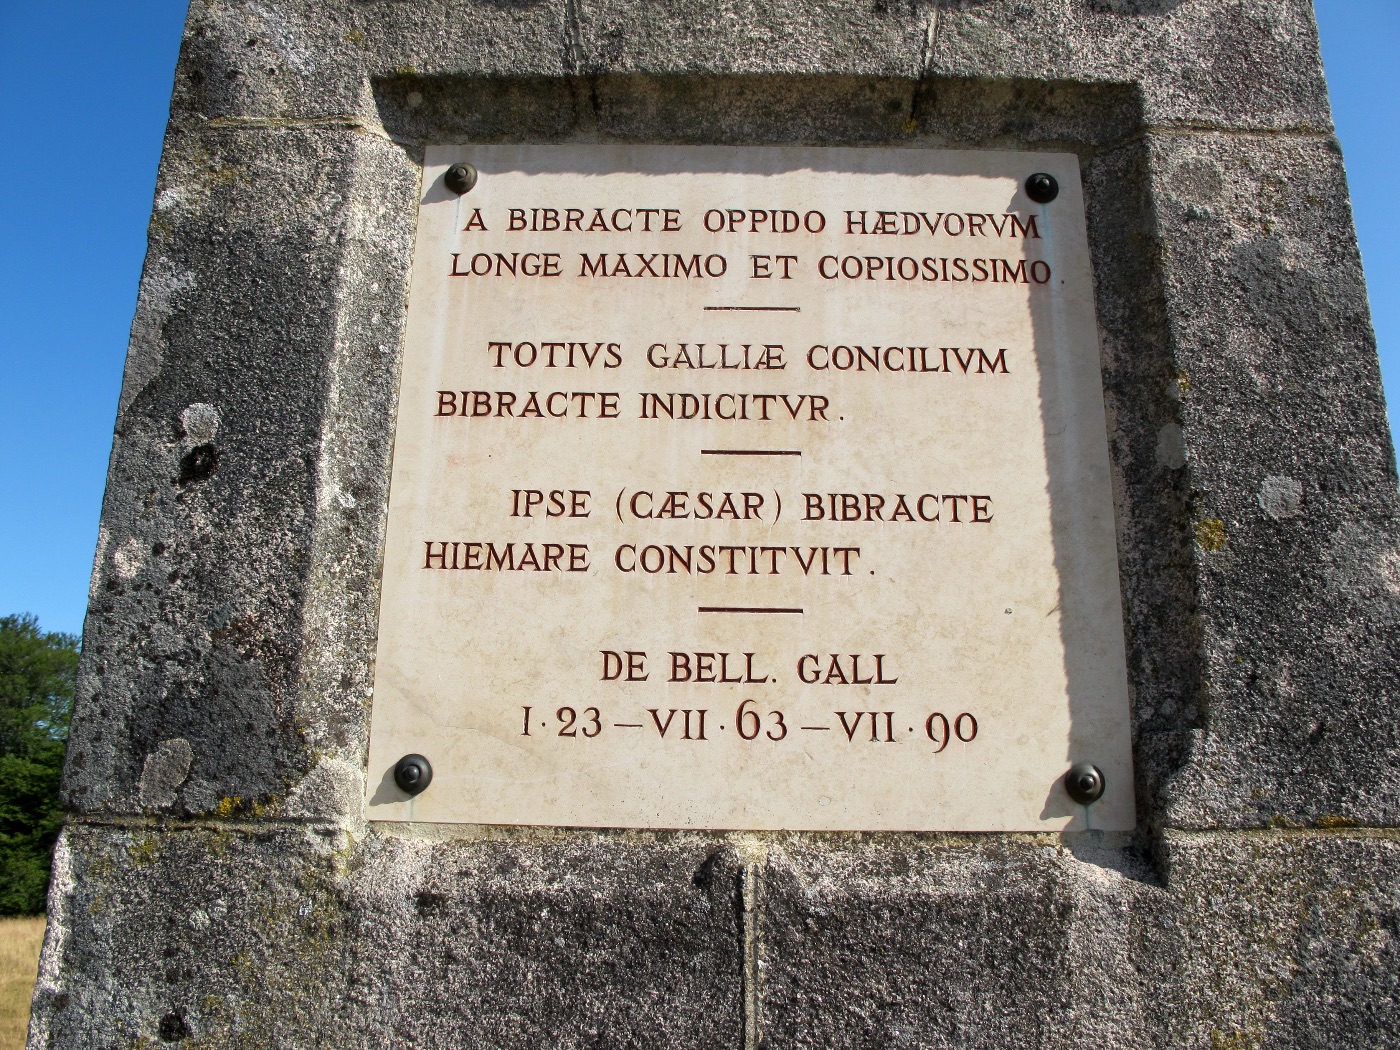 A BIBRACTE OPPIDO HÆDVORVM
LONGE MAXIMO ET COPIOSISSIMO.
TOTIVS GALLIÆ CONCILIVM
BIBRACTE INDICITVR.
IPSE (CÆSAR) BIBRACTE
HIEMARE CONSTITVIT.
DE BELL. GALL
I·23—VII·63—VII·90